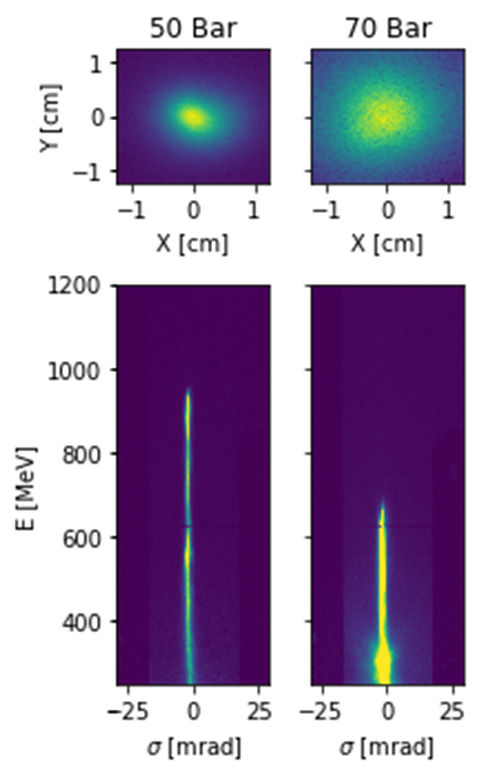 50 Bar 70 Bar
1
0
−1
Y [cm]
−1 0 1 −1 0 1
X [cm] X [cm]
1200
1000
800
600
400
E [MeV]
−25 0 25 −25 0 25
σ [mrad] σ [mrad]